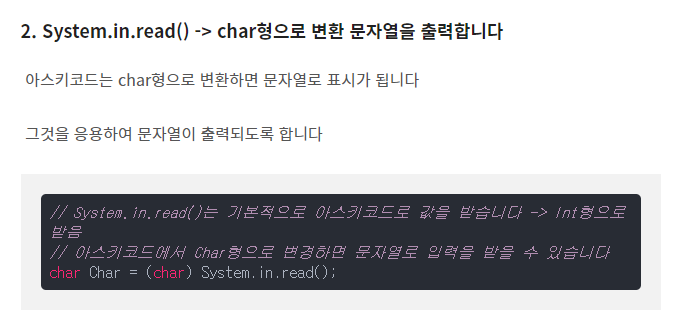 2. System.in.read() -> char형으로 변환 문자열을 출력합니다
아스키코드는 char형으로 변환하면 문자열로 표시가 됩니다
그것을 응용하여 문자열이 출력되도록 합니다
// System.in.read()는 기본적으로 아스키코드로 값을 받습니다 -> Int형으로
받음
// 아스키코드에서 Char형으로 변경하면 문자열로 입력을 받을 수 있습니다
char Char = (char) System.in.read();